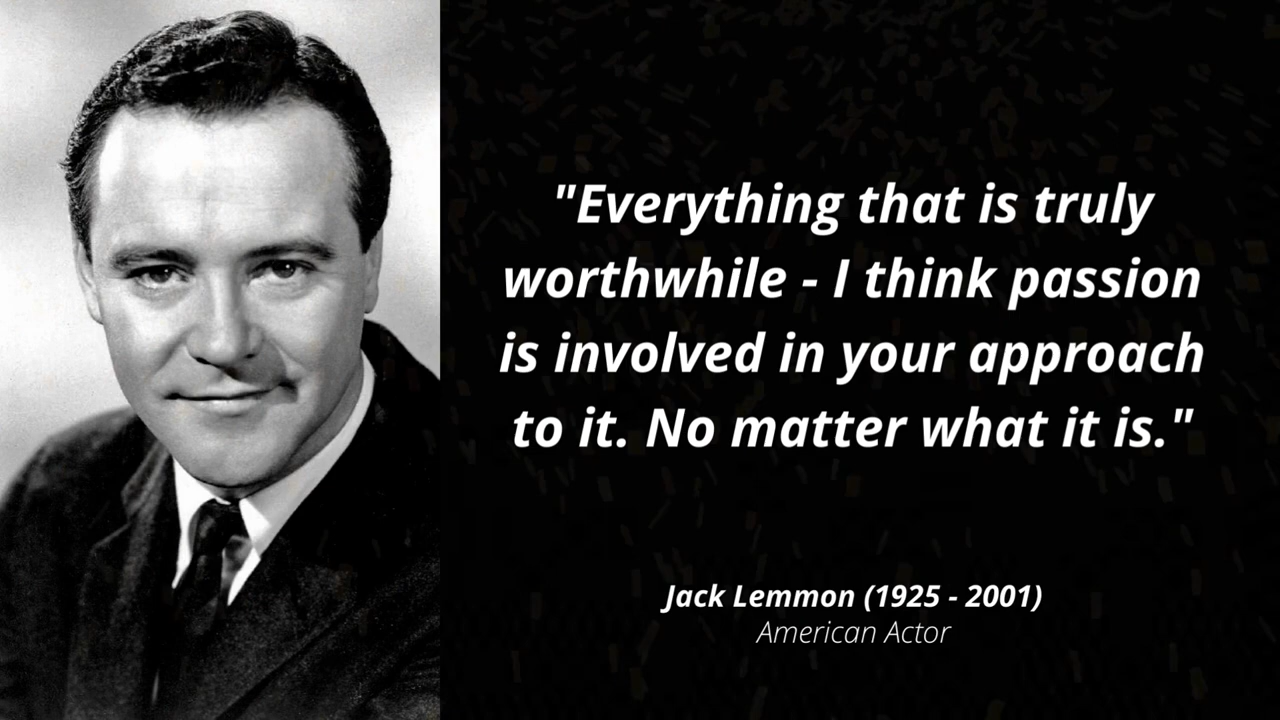 "Everything that is truly
worthwhile - I think passion
is involved in your approach
to it. No matter what it is."
Jack Lemmon (1925 - 2001)
American Actor